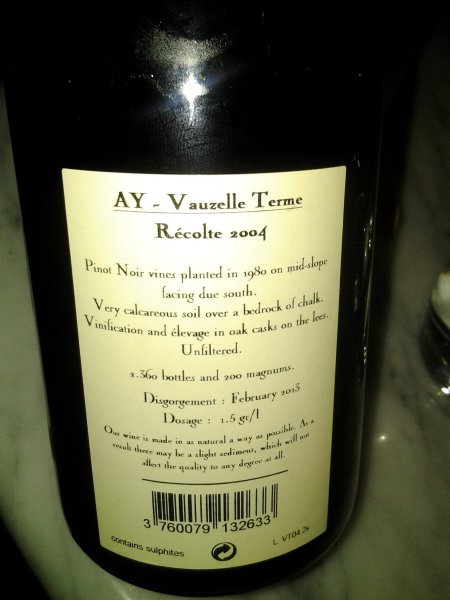 AY - Vauzelle Terme
Récolte 2004
Pinot Noir vines planted in 1980 on mid-slope
facing due south.
Very calcareous soil over a bedrock of chalk.
Vinification and élevage in oak casks on the lees.
Unfiltered.
2.360 bottles and 200 magnums.
Disgorgement : February 2013
Dosage : 1.5 gr/l
Our wine is made in as natural a way as possible. As a
result there may be a slight sediment, which will not
affect the quality to any degree at all.
3 760079 132633
contains sulphites
L. VT04.2s